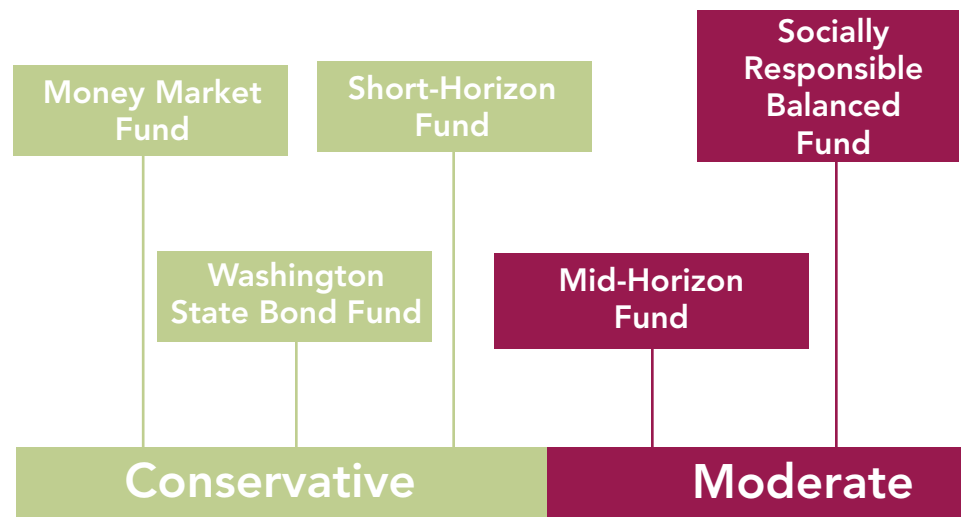 Money Market
Fund
Short-Horizon
Fund
Socially
Responsible
Balanced
Fund
Washington
State Bond Fund
Mid-Horizon
Fund
Conservative
Moderate